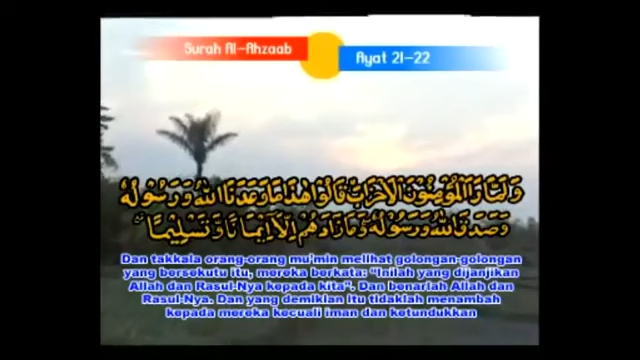 Surah Al-Ahzaab
Ayat 21-22
وَلَمَّا رَأَ الْمُؤْمِنُونَ الْأَحْزَابَ قَالُوا هَٰذَا مَا وَعَدَنَا اللَّهُ وَرَسُولُهُ
وَصَدَقَ اللَّهُ وَرَسُولُهُ وَمَا زَادَهُمْ إِلَّا إِيمَانًا وَتَسْلِيمًا
Dan takkala orang-orang mu'min melihat golongan-golongan
yang bersekutu itu, mereka berkata: "Inilah yang dijanjikan
Allah dan Rasul-Nya kepada kita". Dan benarlah Allah dan
Rasul-Nya. Dan yang demikian itu tidaklah menambah
kepada mereka kecuali iman dan ketundukkan